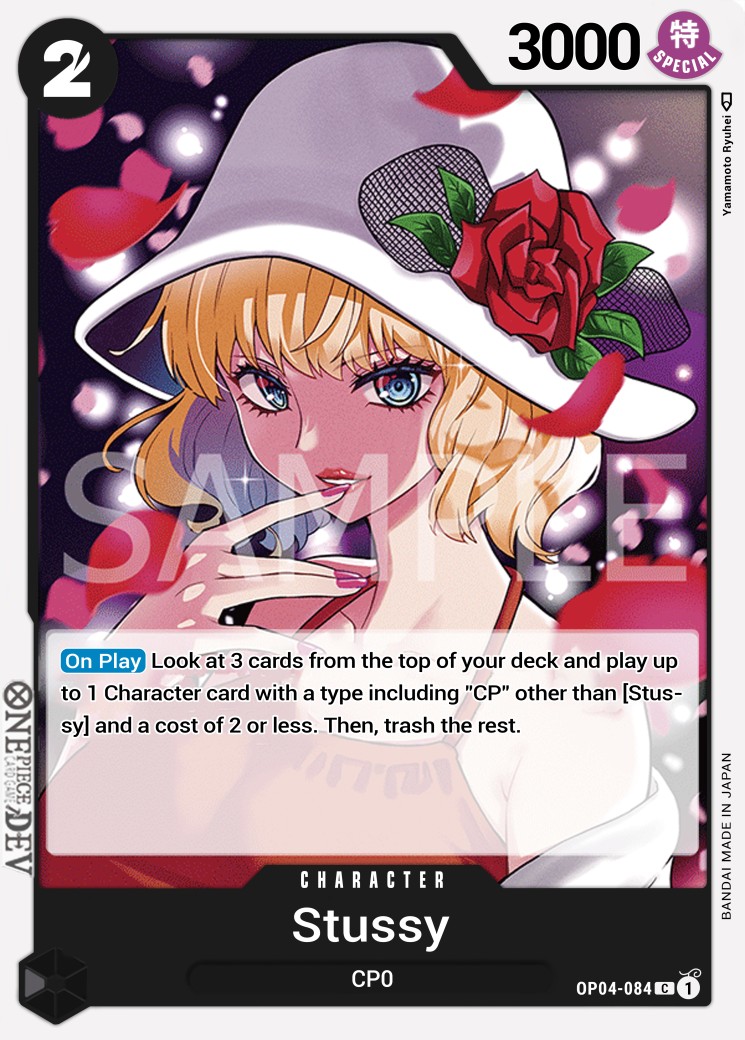 2
3000
特
SPECIAL
Yamamoto Ryuhei
SAMPLE
On Play Look at 3 cards from the top of your deck and play up
to 1 Character card with a type including "CP" other than [Stus-
sy] and a cost of 2 or less. Then, trash the rest.
ONE PIECE
CARD GAME
DEV
BANDAI MADE IN JAPAN
CHARACTER
Stussy
CP0
OP04-084 C 1